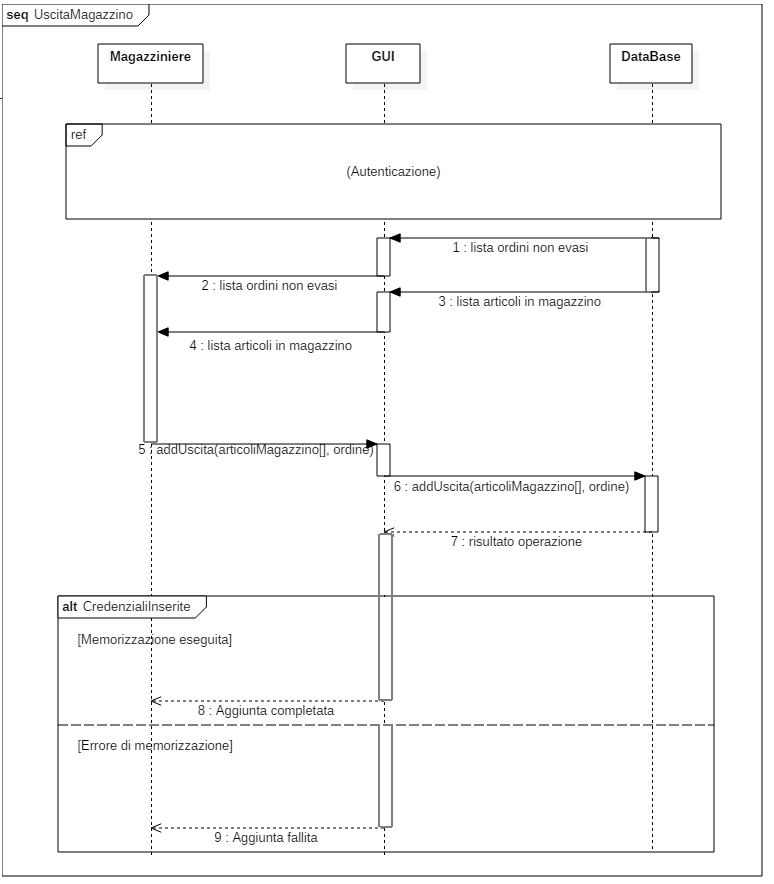 seq UscitaMagazzino
Magazziniere
GUI
DataBase
ref
(Autenticazione)
1 : lista ordini non evasi
2 : lista ordini non evasi
3 : lista articoli in magazzino
4 : lista articoli in magazzino
5 : addUscita(articoliMagazzino[], ordine)
6 : addUscita(articoliMagazzino[], ordine)
7 : risultato operazione
alt CredenzialiInserite
[Memorizzazione eseguita]
8 : Aggiunta completata
[Errore di memorizzazione]
9 : Aggiunta fallita